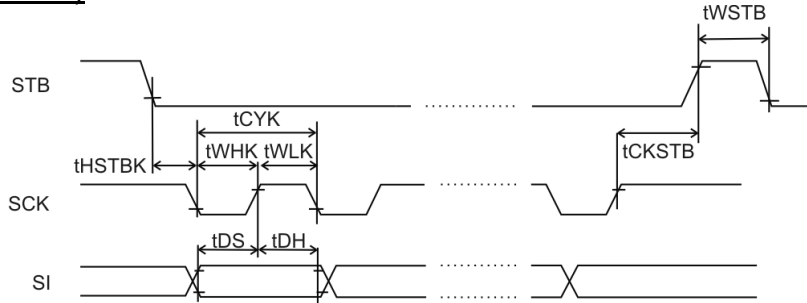 tWSTB
STB
tCYK
tHSTBK tWHK tWLK
tCKSTB
SCK
tDS tDH
SI